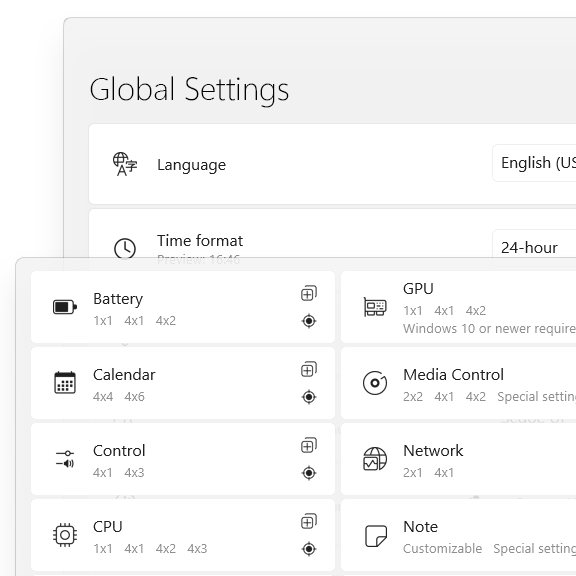 Global Settings
Language
English (US
Time format
Preview: 16:46
24-hour
Battery
1x1 4x1 4x2
GPU
1x1 4x1 4x2
Windows 10 or newer require
Calendar
4x4 4x6
Media Control
2x2 4x1 4x2 Special settin
Control
4x1 4x3
Network
2x1 4x1
CPU
1x1 4x1 4x2 4x3
Note
Customizable Special setting